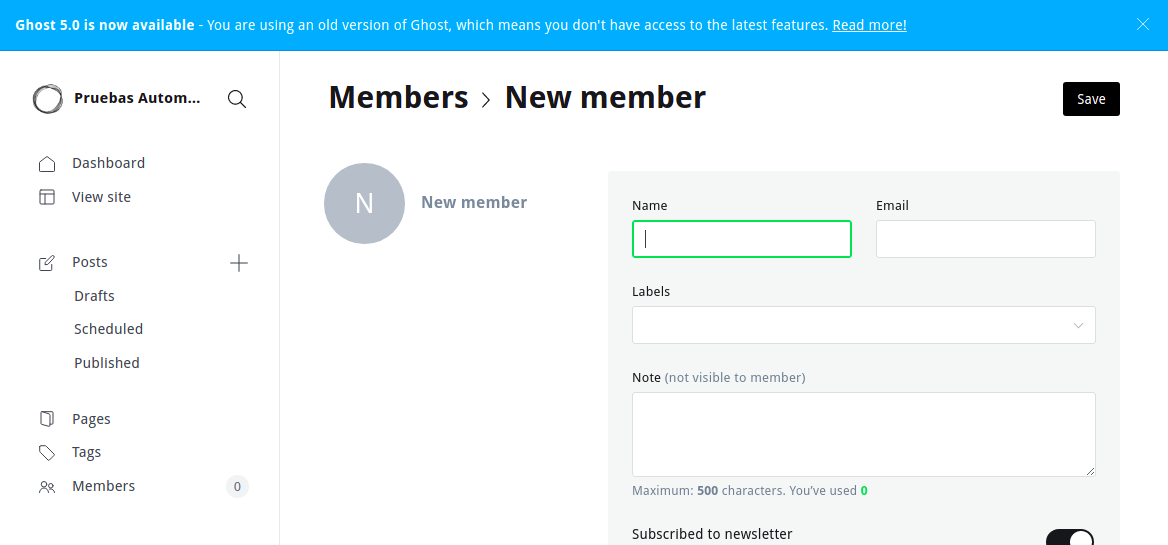 Ghost 5.0 is now available - You are using an old version of Ghost, which means you don't have access to the latest features. Read more!
Pruebas Autom...
Dashboard
View site
Posts
Drafts
Scheduled
Published
Pages
Tags
Members 0
Members > New member
Save
N New member
Name Email
Labels
Note (not visible to member)
Maximum: 500 characters. You've used 0
Subscribed to newsletter